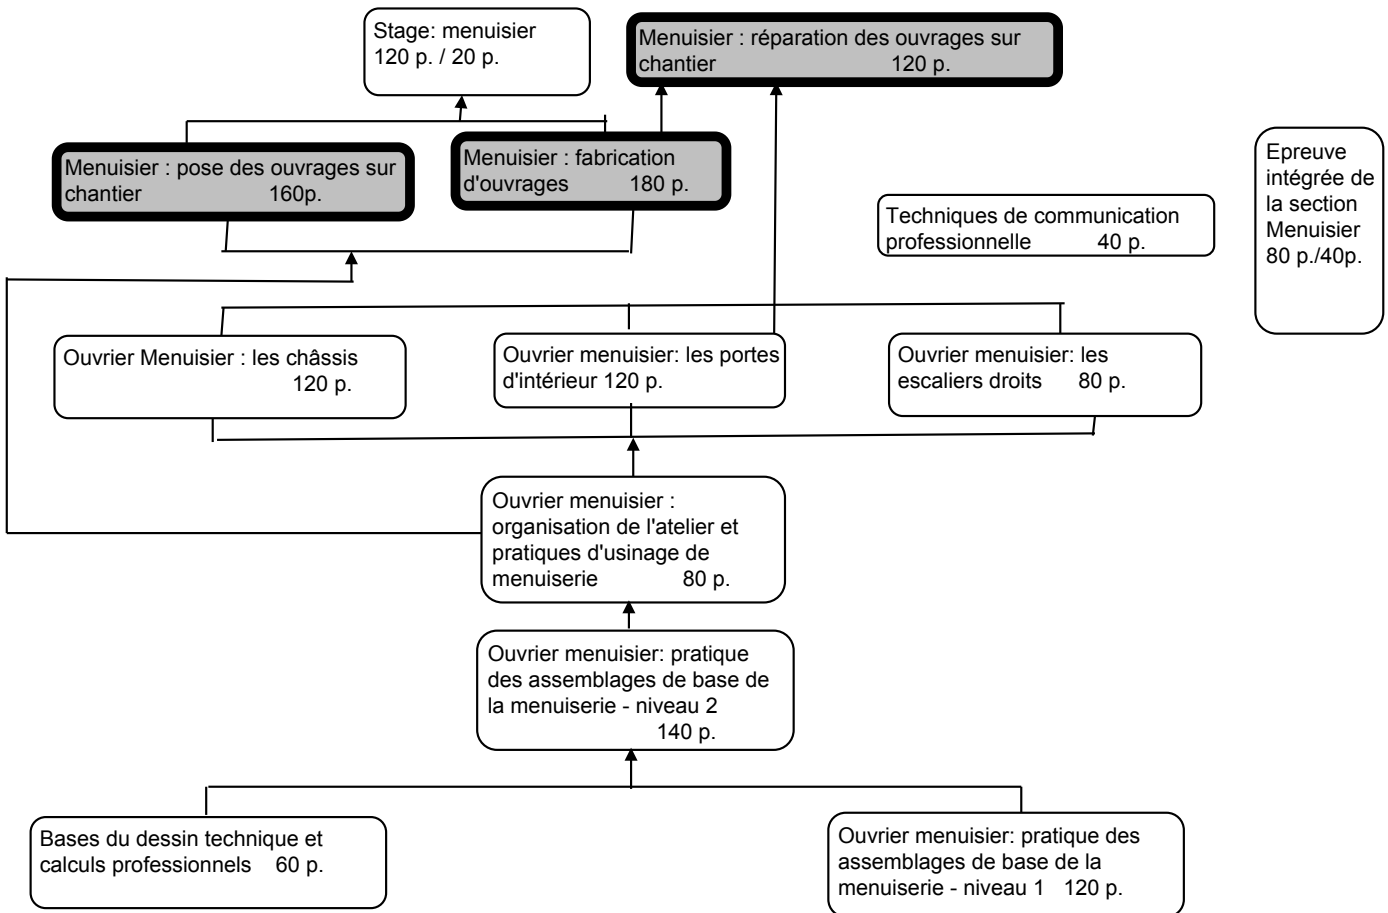 Stage: menuisier
120 p. / 20 p.
Menuisier : réparation des ouvrages sur
chantier 120 p.
Menuisier : pose des ouvrages sur
chantier 160p.
Menuisier : fabrication
d'ouvrages 180 p.
Techniques de communication
professionnelle 40 p.
Epreuve
intégrée de
la section
Menuisier
80 p./40p.
Ouvrier Menuisier : les châssis
120 p.
Ouvrier menuisier: les portes
d'intérieur 120 p.
Ouvrier menuisier: les
escaliers droits 80 p.
Ouvrier menuisier :
organisation de l'atelier et
pratiques d'usinage de
menuiserie 80 p.
Ouvrier menuisier: pratique
des assemblages de base de
la menuiserie - niveau 2
140 p.
Bases du dessin technique et
calculs professionnels 60 p.
Ouvrier menuisier: pratique des
assemblages de base de la
menuiserie - niveau 1 120 p.